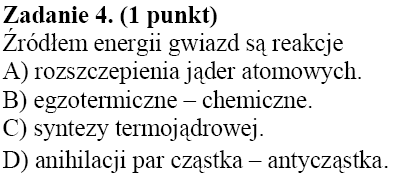 Zadanie 4. (1 punkt)
Źródłem energii gwiazd są reakcje
A) rozszczepienia jąder atomowych.
B) egzotermiczne – chemiczne.
C) syntezy termojądrowej.
D) anihilacji par cząstka – antycząstka.